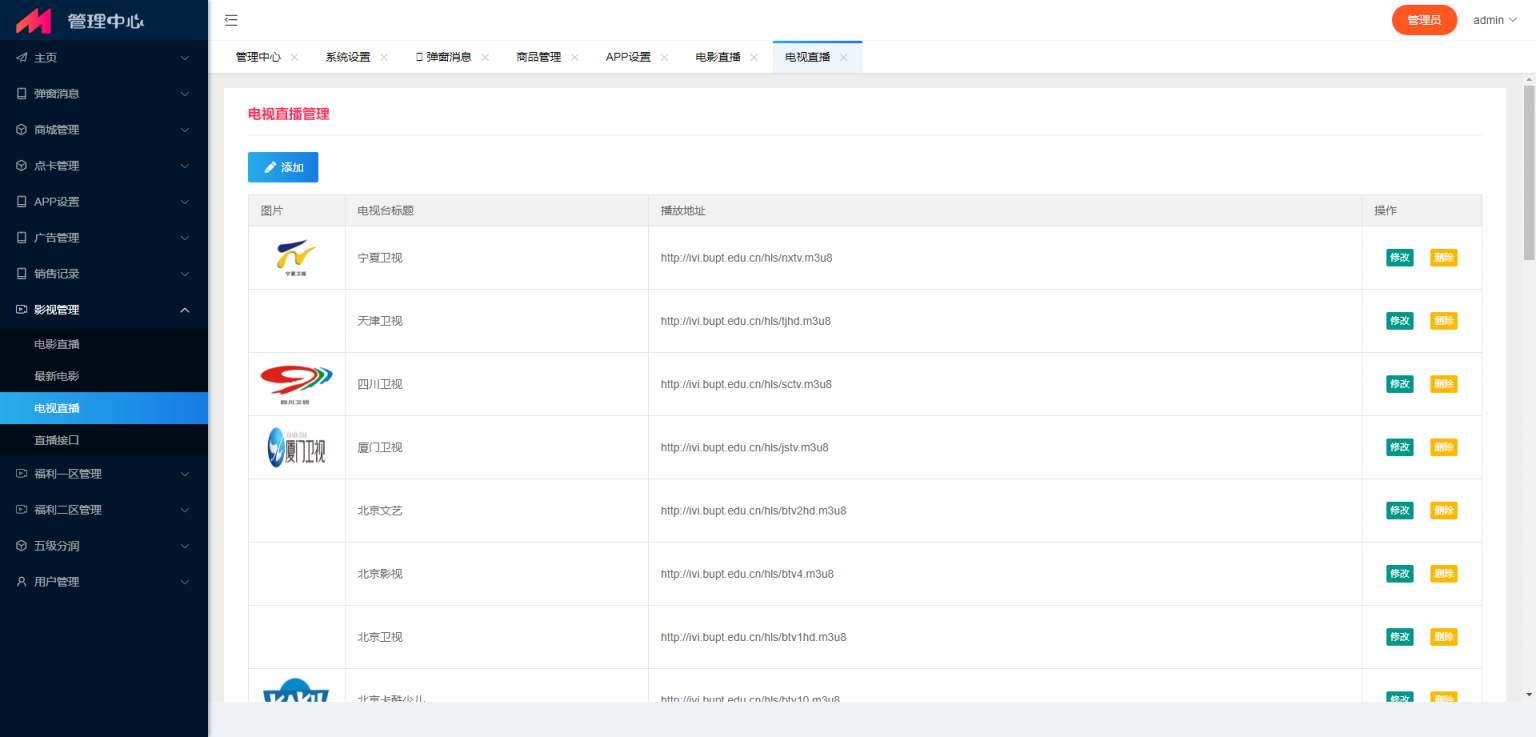 管理中心
管理员
admin
主页
弹窗消息
商城管理
点卡管理
APP设置
广告管理
销售记录
影视管理
电影直播
最新电影
电视直播
直播接口
福利一区管理
福利二区管理
五级分润
用户管理
管理中心 系统设置 弹窗消息 商品管理 APP设置 电影直播 电视直播
电视直播管理
添加
图片 电视台标题 播放地址 操作
宁夏卫视 宁夏卫视 http://ivi.bupt.edu.cn/hls/nxtv.m3u8 修改 删除
天津卫视 http://ivi.bupt.edu.cn/hls/tjhd.m3u8 修改 删除
四川卫视 四川卫视 http://ivi.bupt.edu.cn/hls/sctv.m3u8 修改 删除
厦门卫视 厦门卫视 http://ivi.bupt.edu.cn/hls/jstv.m3u8 修改 删除
北京文艺 http://ivi.bupt.edu.cn/hls/btv2hd.m3u8 修改 删除
北京影视 http://ivi.bupt.edu.cn/hls/btv4.m3u8 修改 删除
北京卫视 http://ivi.bupt.edu.cn/hls/btv1hd.m3u8 修改 删除
KAKU 北京卡酷少儿 http://ivi.bupt.edu.cn/hls/btv10.m3u8 修改 删除